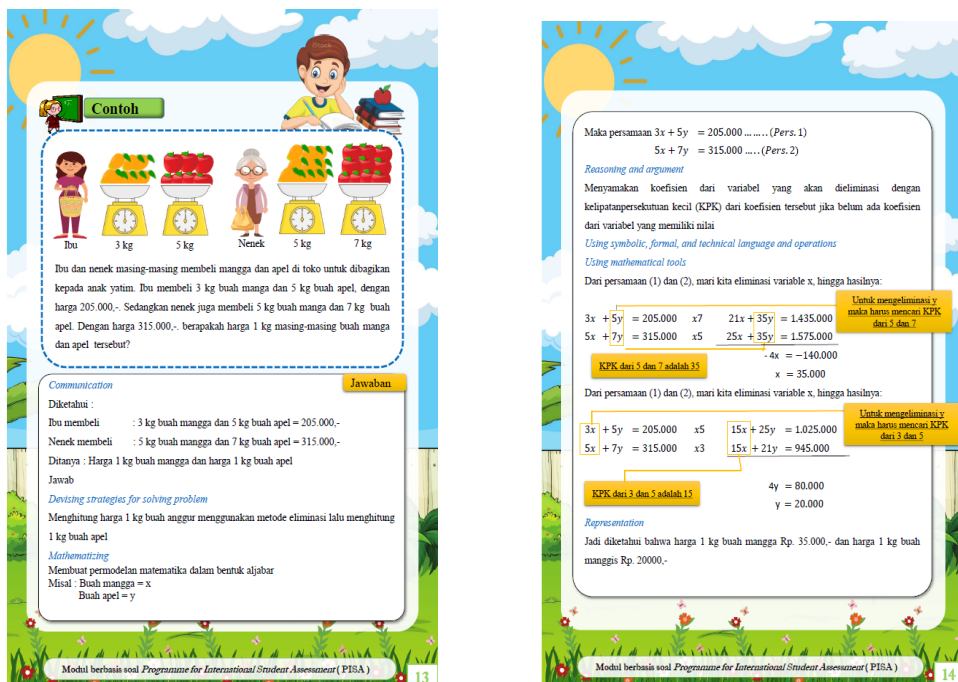 iStock
Contoh
Ibu 3 kg 5 kg Nenek 5 kg 7 kg
Ibu dan nenek masing-masing membeli mangga dan apel di toko untuk dibagikan
kepada anak yatim. Ibu membeli 3 kg buah manga dan 5 kg buah apel, dengan
harga 205.000,-. Sedangkan nenek juga membeli 5 kg buah manga dan 7 kg buah
apel. Dengan harga 315.000,-. berapakah harga 1 kg masing-masing buah manga
dan apel tersebut?
Jawaban
Communication
Diketahui :
Ibu membeli : 3 kg buah mangga dan 5 kg buah apel = 205.000,-
Nenek membeli : 5 kg buah mangga dan 7 kg buah apel = 315.000,-
Ditanya : Harga 1 kg buah mangga dan harga 1 kg buah apel
Jawab
Devising strategies for solving problem
Menghitung harga 1 kg buah anggur menggunakan metode eliminasi lalu menghitung
1 kg buah apel
Mathematizing
Membuat permodelan matematika dalam bentuk aljabar
Misal : Buah mangga = x
Buah apel = y
Modul berbasis soal Programme for International Student Assessment ( PISA )
13
Maka persamaan 3x + 5y = 205.000 ........ (Pers. 1)
5x + 7y = 315.000 ..... (Pers. 2)
Reasoning and argument
Menyamakan koefisien dari variabel yang akan dieliminasi dengan
kelipatanpersekutuan kecil (KPK) dari koefisien tersebut jika belum ada koefisien
dari variabel yang memiliki nilai
Using symbolic, formal, and technical language and operations
Using mathematical tools
Dari persamaan (1) dan (2), mari kita eliminasi variable x, hingga hasilnya:
Untuk mengeliminasi y
maka harus mencari KPK
dari 5 dan 7
3x + 5y = 205.000 x7 21x + 35y = 1.435.000
5x + 7y = 315.000 x5 25x + 35y = 1.575.000
- 4x = −140.000
KPK dari 5 dan 7 adalah 35
x = 35.000
Dari persamaan (1) dan (2), mari kita eliminasi variable x, hingga hasilnya:
Untuk mengeliminasi y
maka harus mencari KPK
dari 3 dan 5
3x + 5y = 205.000 x5 15x + 25y = 1.025.000
5x + 7y = 315.000 x3 15x + 21y = 945.000
4y = 80.000
KPK dari 3 dan 5 adalah 15
y = 20.000
Representation
Jadi diketahui bahwa harga 1 kg buah mangga Rp. 35.000,- dan harga 1 kg buah
manggis Rp. 20000,-
Modul berbasis soal Programme for International Student Assessment ( PISA )
14